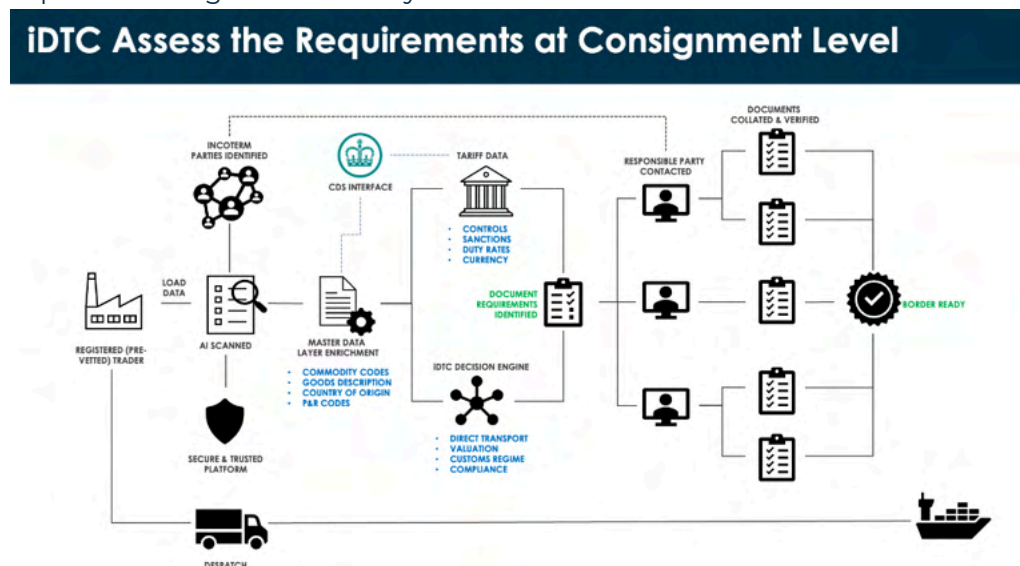 iDTC Assess the Requirements at Consignment Level
DOCUMENTS
COLLATED & VERIFIED
INCOTERM
PARTIES IDENTIFIED
CDS INTERFACE
TARIFF DATA
RESPONSIBLE PARTY
CONTACTED
• CONTROLS
• SANCTIONS
• DUTY RATES
• CURRENCY
LOAD
DATA
DOCUMENT
REQUIREMENTS
IDENTIFIED
BORDER READY
REGISTERED (PRE-
VETTED) TRADER
AI SCANNED
MASTER DATA
LAYER ENRICHMENT
• COMMODITY CODES
• GOODS DESCRIPTION
• COUNTRY OF ORIGIN
• P&R CODES
iDTC DECISION ENGINE
• DIRECT TRANSPORT
• VALUATION
• CUSTOMS REGIME
• COMPLIANCE
SECURE & TRUSTED
PLATFORM
DESPATCH